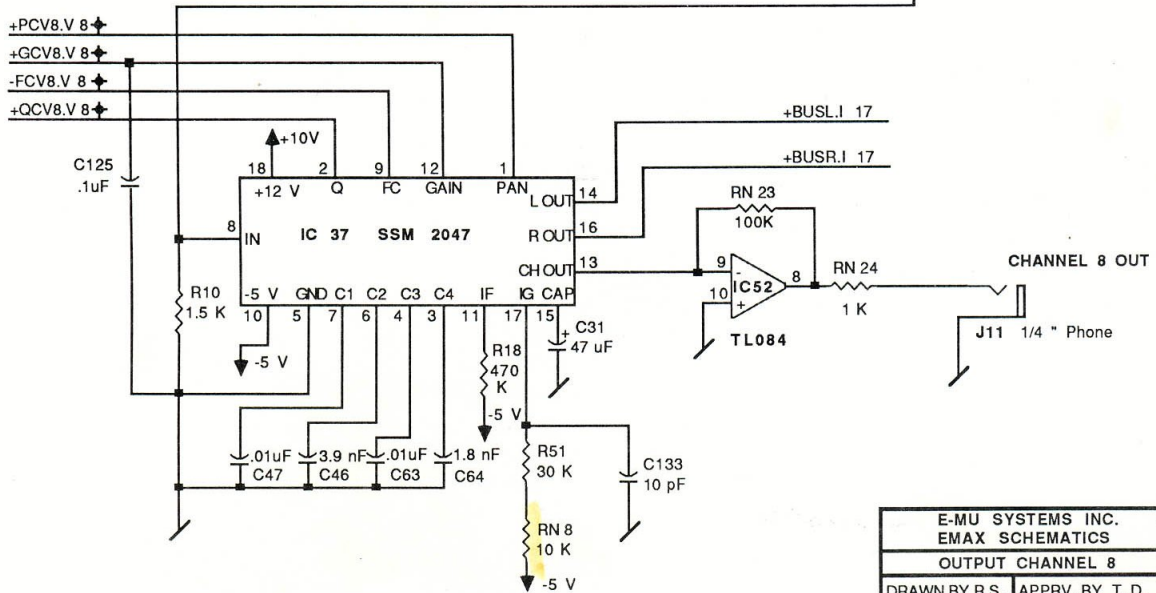 +PCV8.V 8
+GCV8.V 8
-FCV8.V 8
+QCV8.V 8
+BUSL.I 17
+BUSR.I 17
C125
.1uF
+10V
18 2 9 12 1
+12 V Q FC GAIN PAN
L OUT 14
8 IN IC 37 SSM 2047
R OUT 16
CH OUT 13
-5 V GND C1 C2 C3 C4 IF IG CAP
10 5 7 6 4 3 11 17 15
R10
1.5 K
-5 V
RN 23
100K
9 -
10 +
IC52
8
TL084
RN 24
1 K
CHANNEL 8 OUT
J11 1/4 " Phone
+ C31
47 uF
R18
470
K
-5 V
.01uF
C47
3.9 nF
C46
.01uF
C63
1.8 nF
C64
R51
30 K
C133
10 pF
RN 8
10 K
-5 V
E-MU SYSTEMS INC.
EMAX SCHEMATICS
OUTPUT CHANNEL 8
DRAWN BY R.S. APPRV. BY T. D.